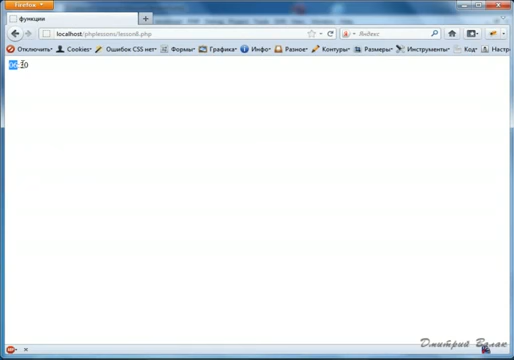 Firefox
функции
localhost/phplessons/lesson8.php
Яндекс
Отключить Cookies Ошибок CSS нет Формы Графика Инфо Разное Контуры Размеры Инструменты Код Настр
Дмитрий Валак